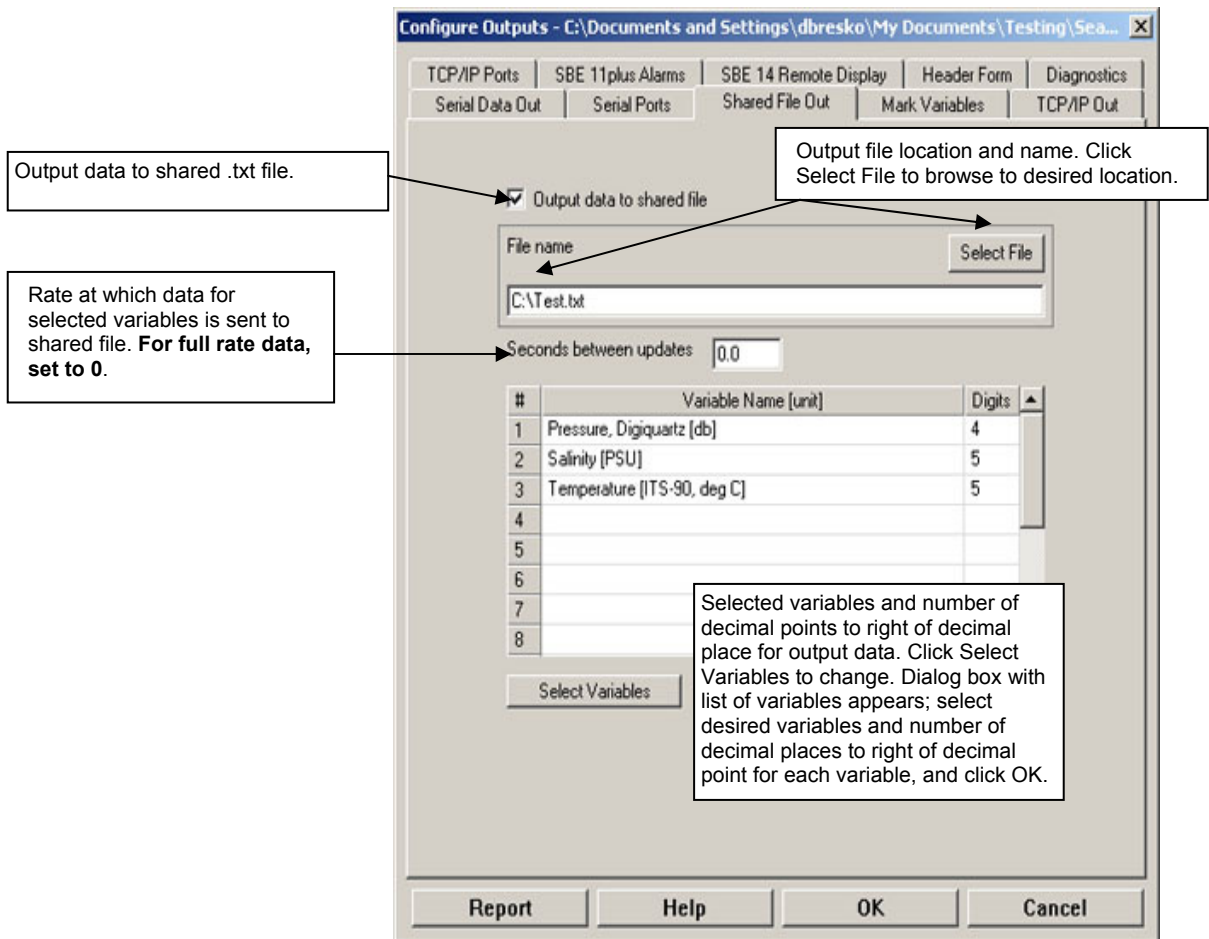 Configure Outputs - C:\Documents and Settings\dbresko\My Documents\Testing\Sea...
TCP/IP Ports
SBE 11plus Alarms
SBE 14 Remote Display
Header Form
Diagnostics
Serial Data Out
Serial Ports
Shared File Out
Mark Variables
TCP/IP Out
Output data to shared .txt file.
Output file location and name. Click
Select File to browse to desired location.
Output data to shared file
File name
Select File
C:\Test.txt
Rate at which data for
selected variables is sent to
shared file. For full rate data,
set to 0.
Seconds between updates 0.0
# Variable Name [unit] Digits
1 Pressure, Digiquartz [db] 4
2 Salinity [PSU] 5
3 Temperature [ITS-90, deg C] 5
4
5
6
7
8
Selected variables and number of
decimal points to right of decimal
place for output data. Click Select
Variables to change. Dialog box with
list of variables appears; select
desired variables and number of
decimal places to right of decimal
point for each variable, and click OK.
Select Variables
Report
Help
OK
Cancel